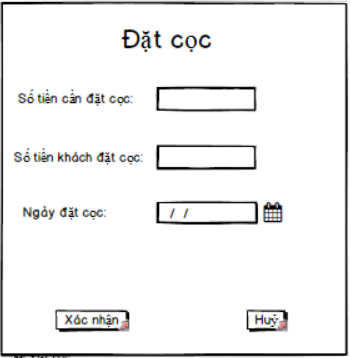 Đặt cọc
Số tiền cần đặt cọc:
Số tiền khách đặt cọc:
Ngày đặt cọc:
/ /
Xác nhận
Huỷ